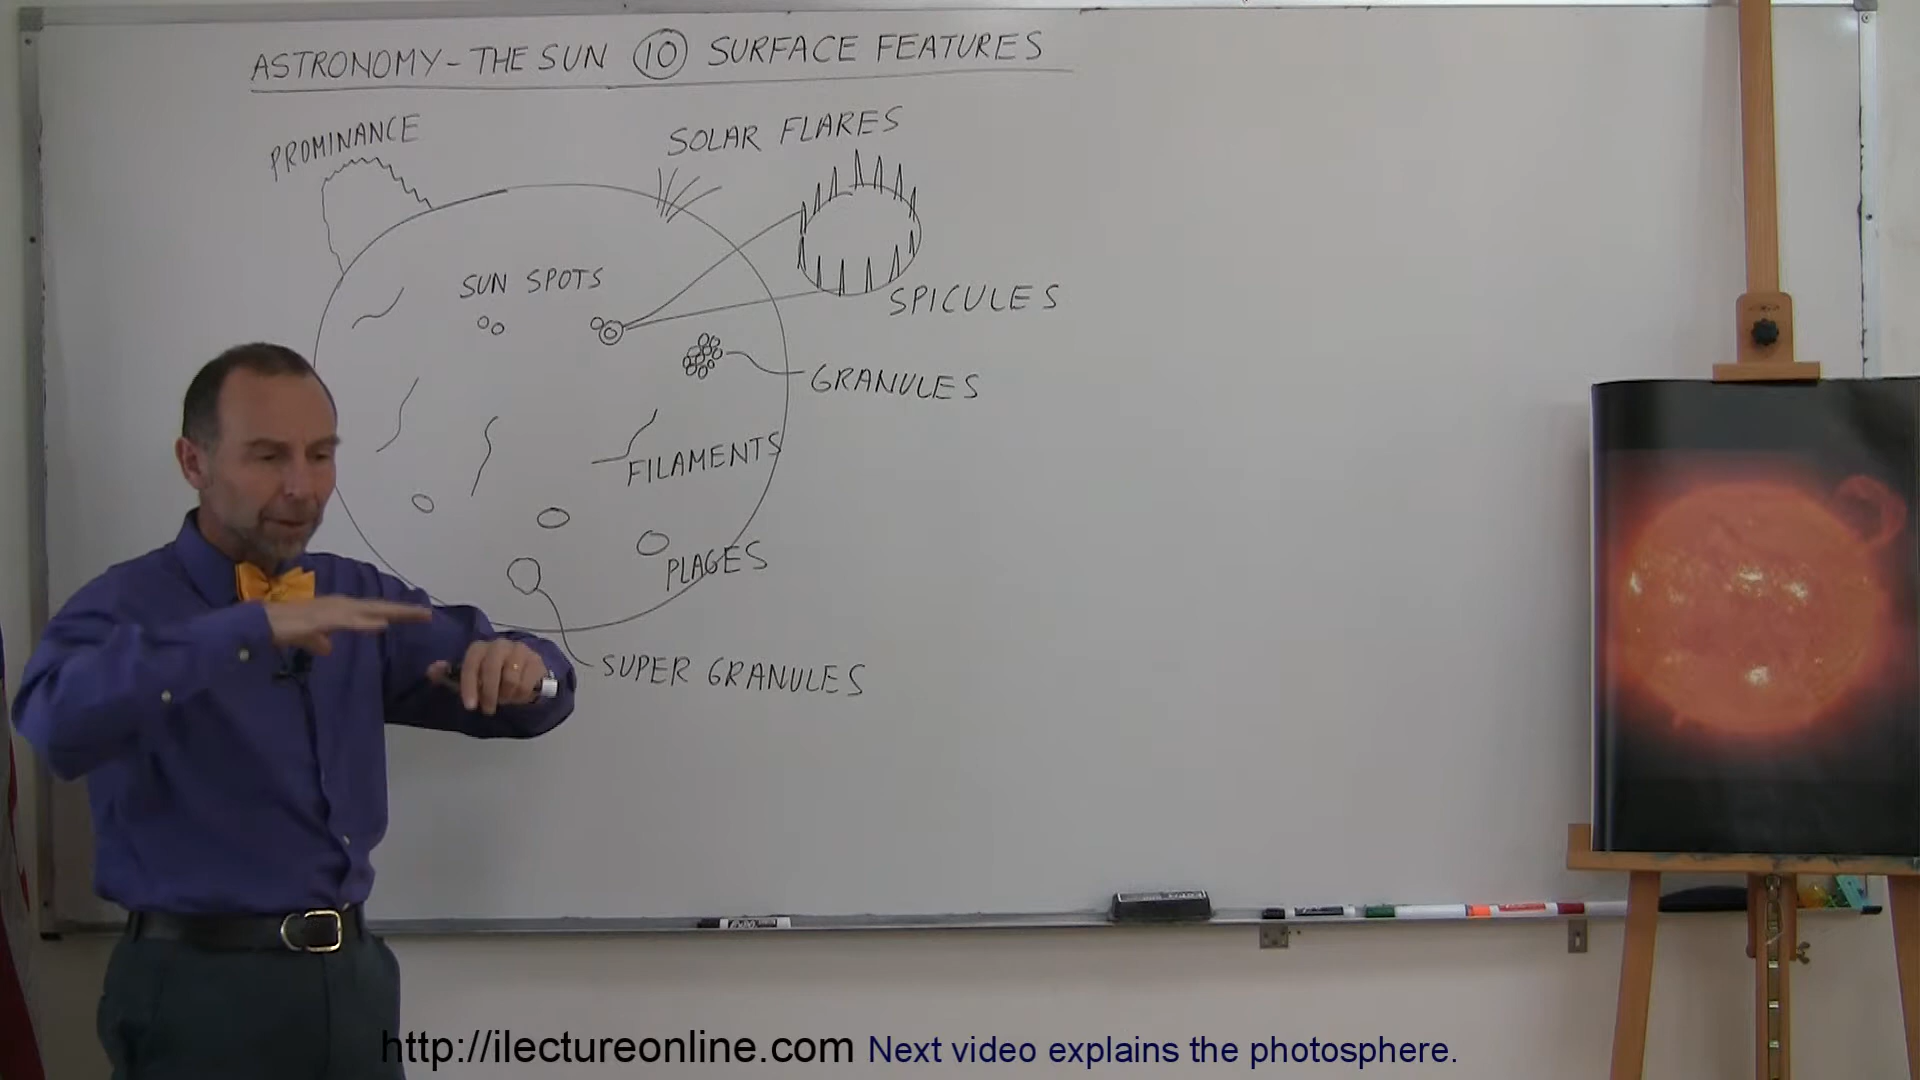 ASTRONOMY - THE SUN 10 SURFACE FEATURES
PROMINANCE
SOLAR FLARES
SUN SPOTS
SPICULES
GRANULES
FILAMENTS
PLAGES
SUPER GRANULES
http://ilectureonline.com Next video explains the photosphere.